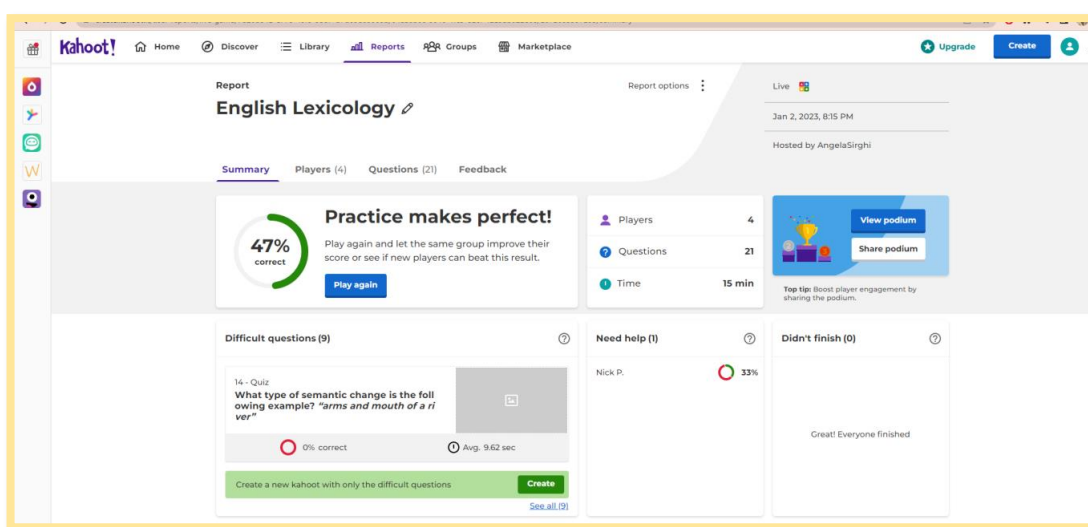 Kahoot!
Home
Discover
Library
Reports
Groups
Marketplace
Upgrade
Create
Report
English Lexicology
Report options
Live
Jan 2, 2023, 8:15 PM
Hosted by AngelaSirghi
Summary
Players (4)
Questions (21)
Feedback
47%
correct
Practice makes perfect!
Play again and let the same group improve their
score or see if new players can beat this result.
Play again
Players 4
Questions 21
Time 15 min
View podium
Share podium
Top tip: Boost player engagement by
sharing the podium.
Difficult questions (9)
14 - Quiz
What type of semantic change is the foll
owing example? "arms and mouth of a ri
ver"
0% correct
Avg. 9.62 sec
Create a new kahoot with only the difficult questions
Create
See all (9)
Need help (1)
Nick P. 33%
Didn't finish (0)
Great! Everyone finished